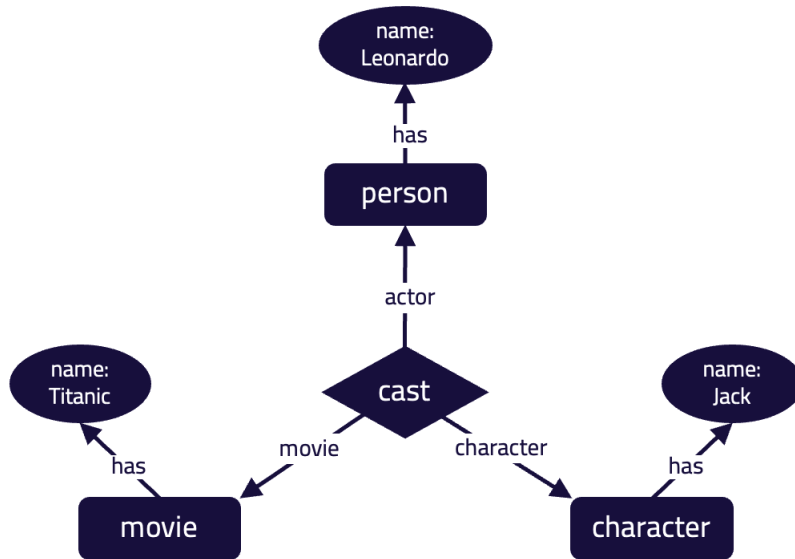 name:
Leonardo
has
person
actor
name:
Titanic
cast
name:
Jack
movie
character
has
has
movie
character